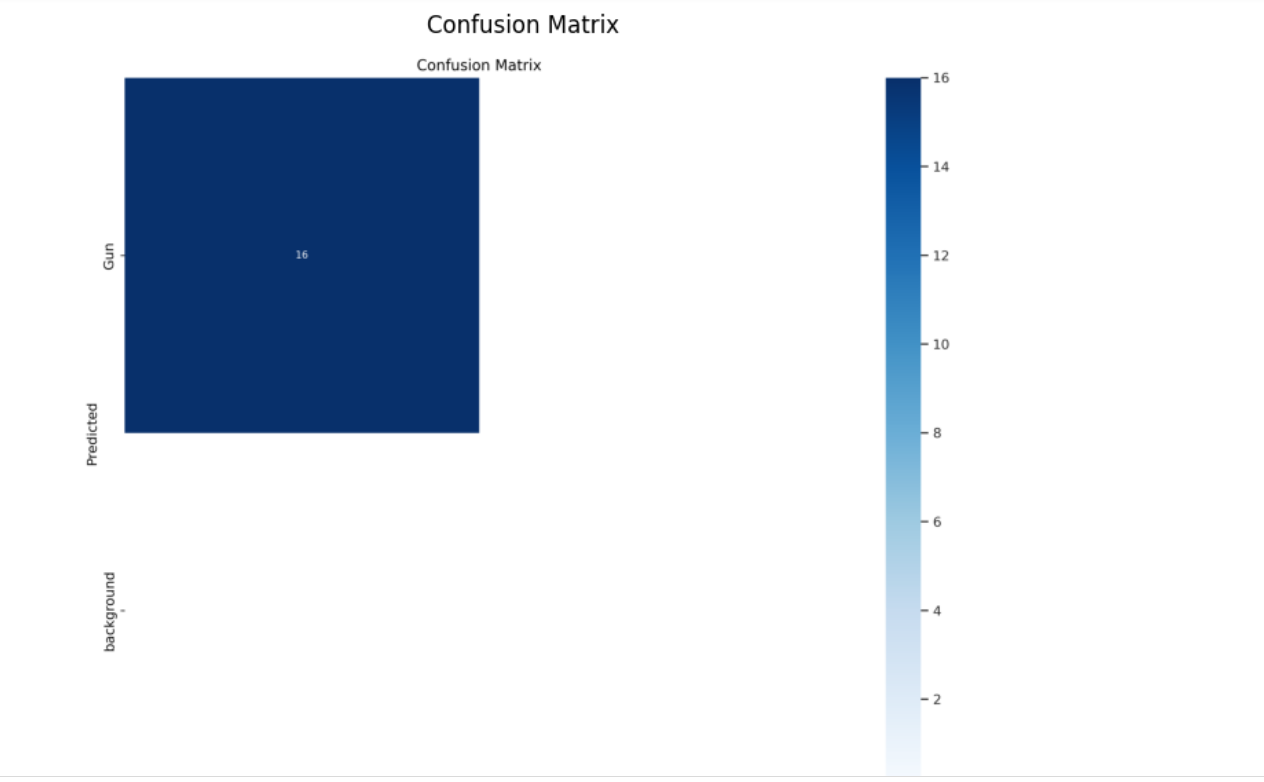 Confusion Matrix
Confusion Matrix
Gun
16
Predicted
background
16
14
12
10
8
6
4
2